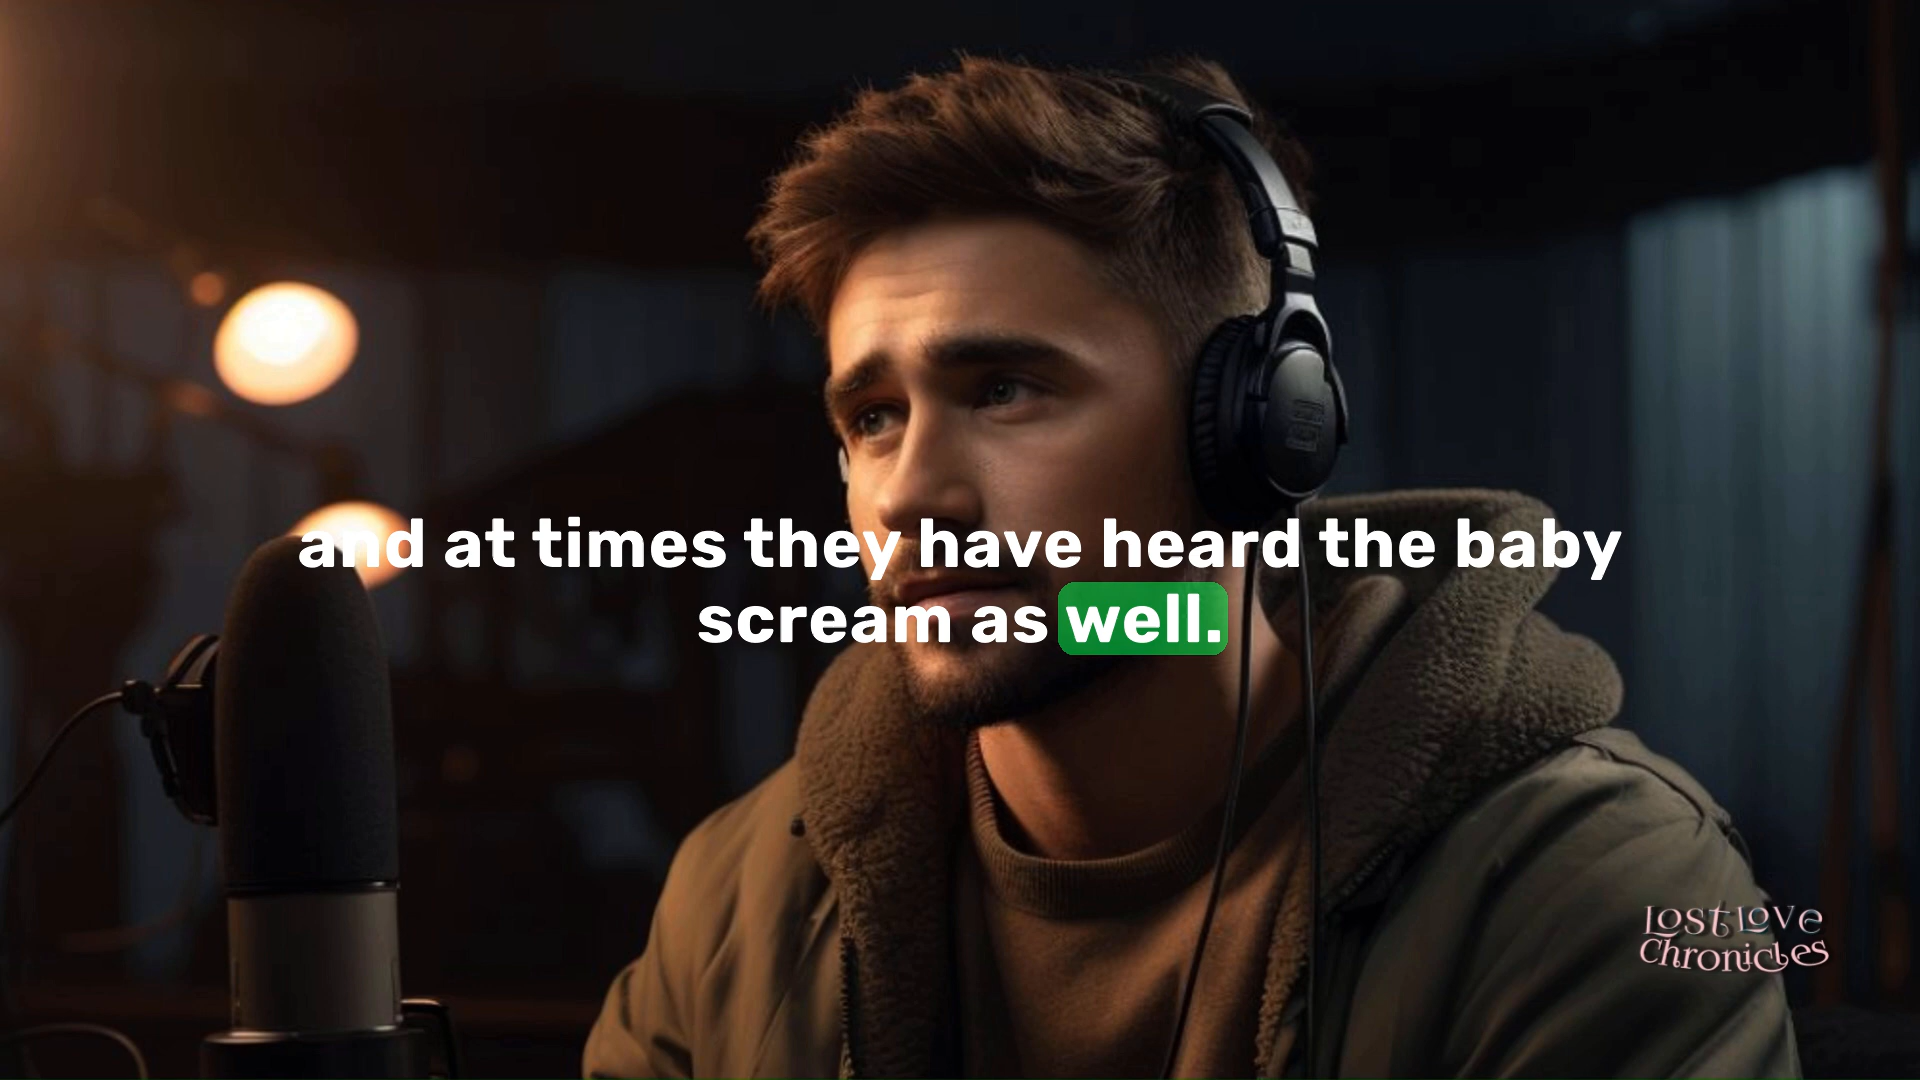 and at times they have heard the baby
scream as well.
Lost Love
Chronicles